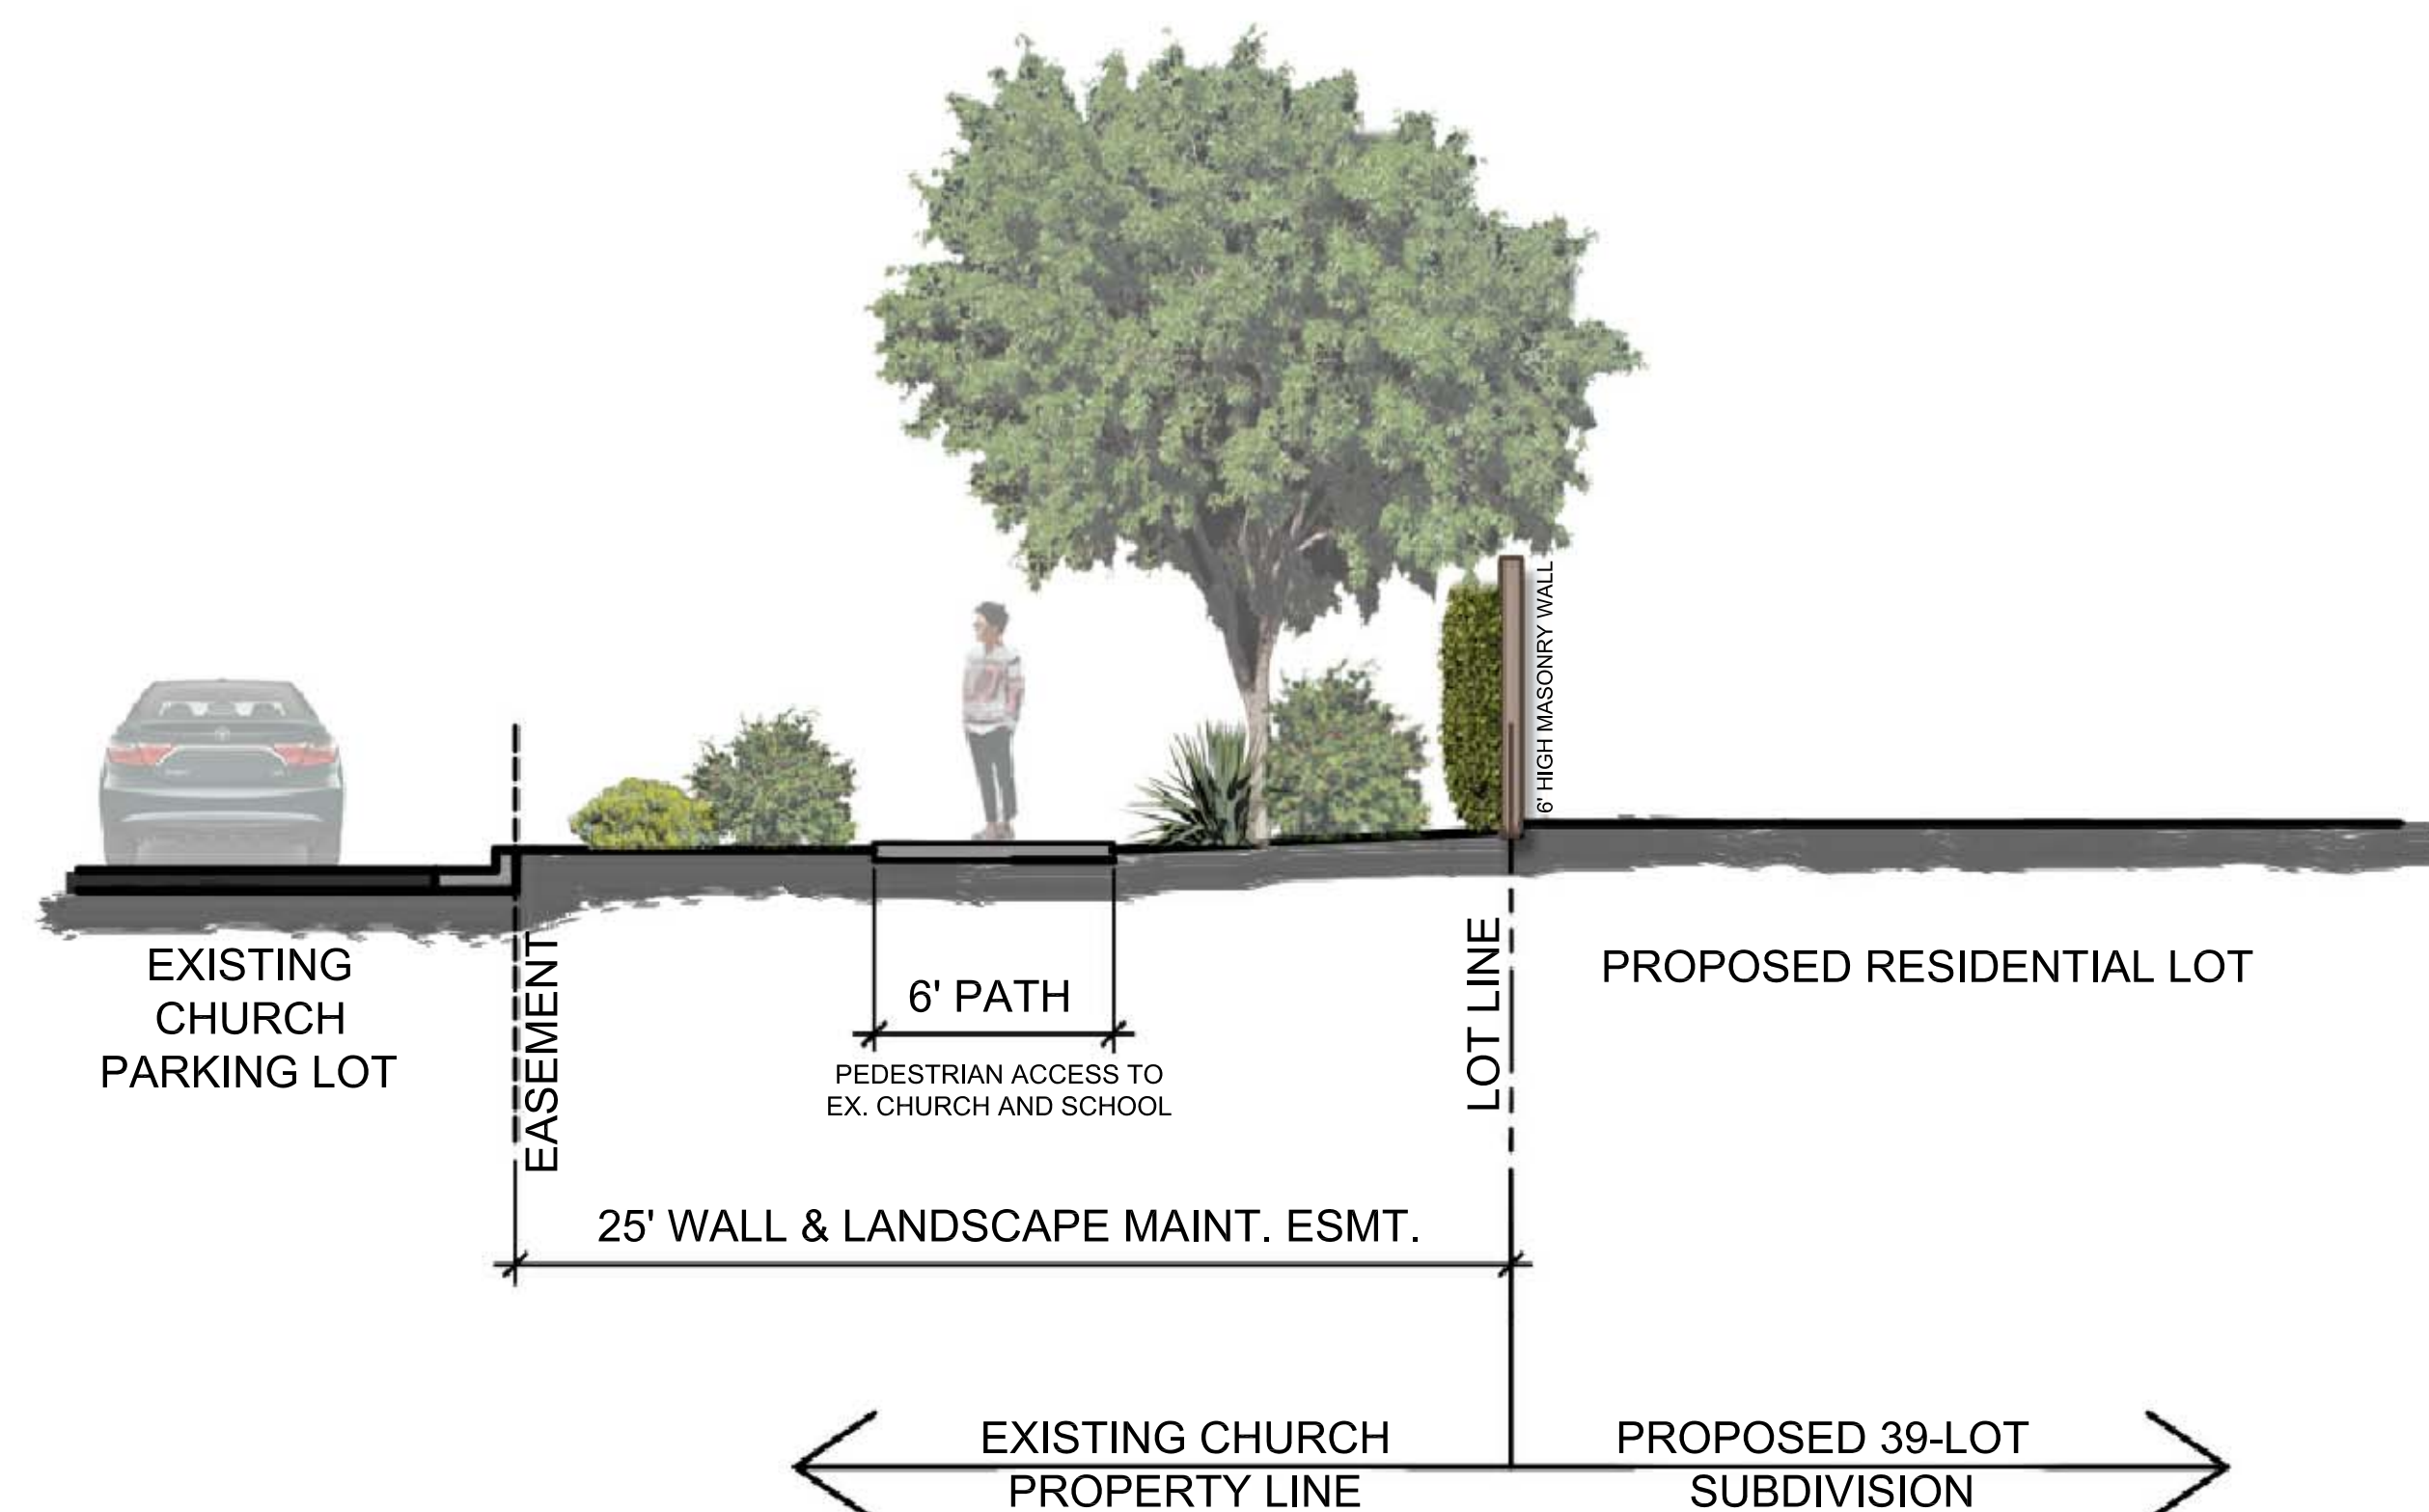 6' HIGH MASONRY WALL
EXISTING
CHURCH
PARKING LOT
EASEMENT
6' PATH
PEDESTRIAN ACCESS TO
EX. CHURCH AND SCHOOL
LOT LINE
PROPOSED RESIDENTIAL LOT
25' WALL & LANDSCAPE MAINT. ESMT.
EXISTING CHURCH
PROPERTY LINE
PROPOSED 39-LOT
SUBDIVISION